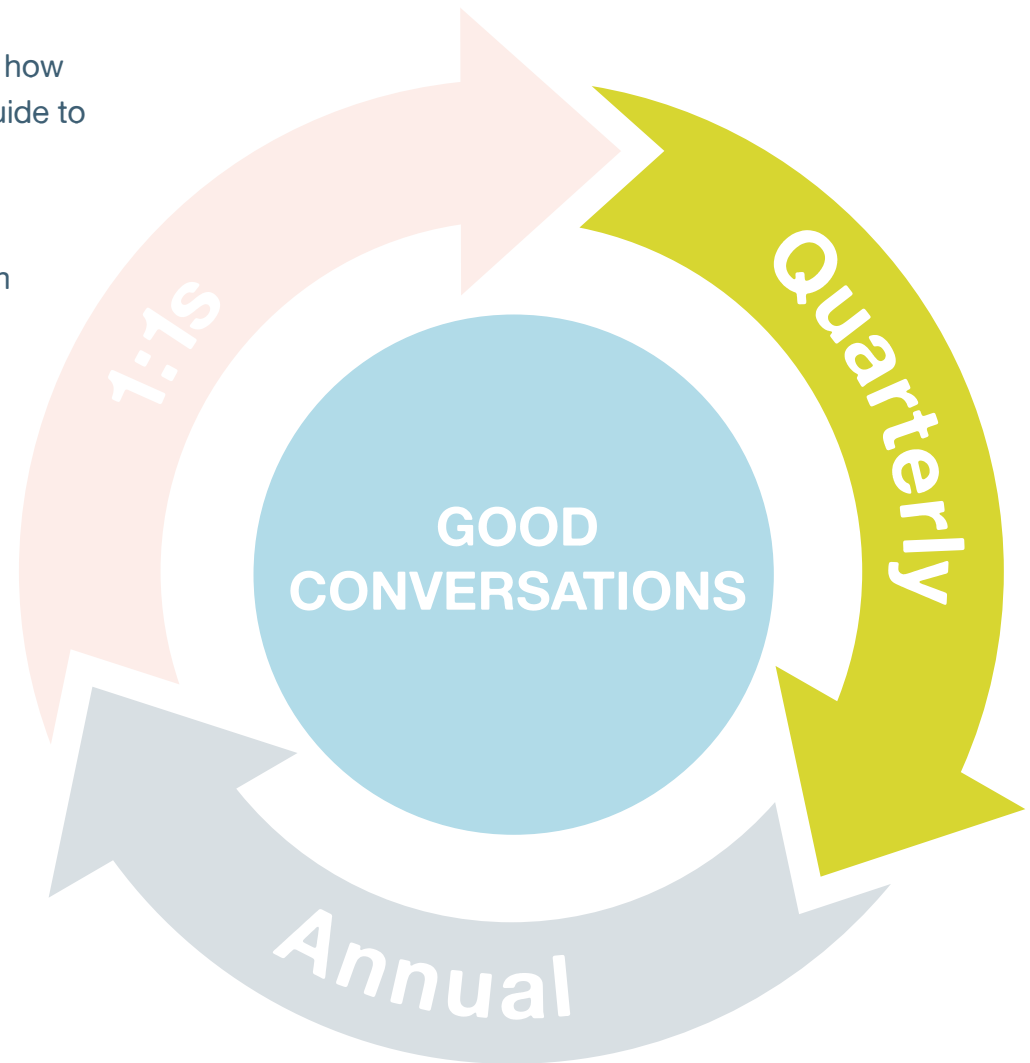 how
uide to
n
1:1s
Quarterly
GOOD
CONVERSATIONS
Annual